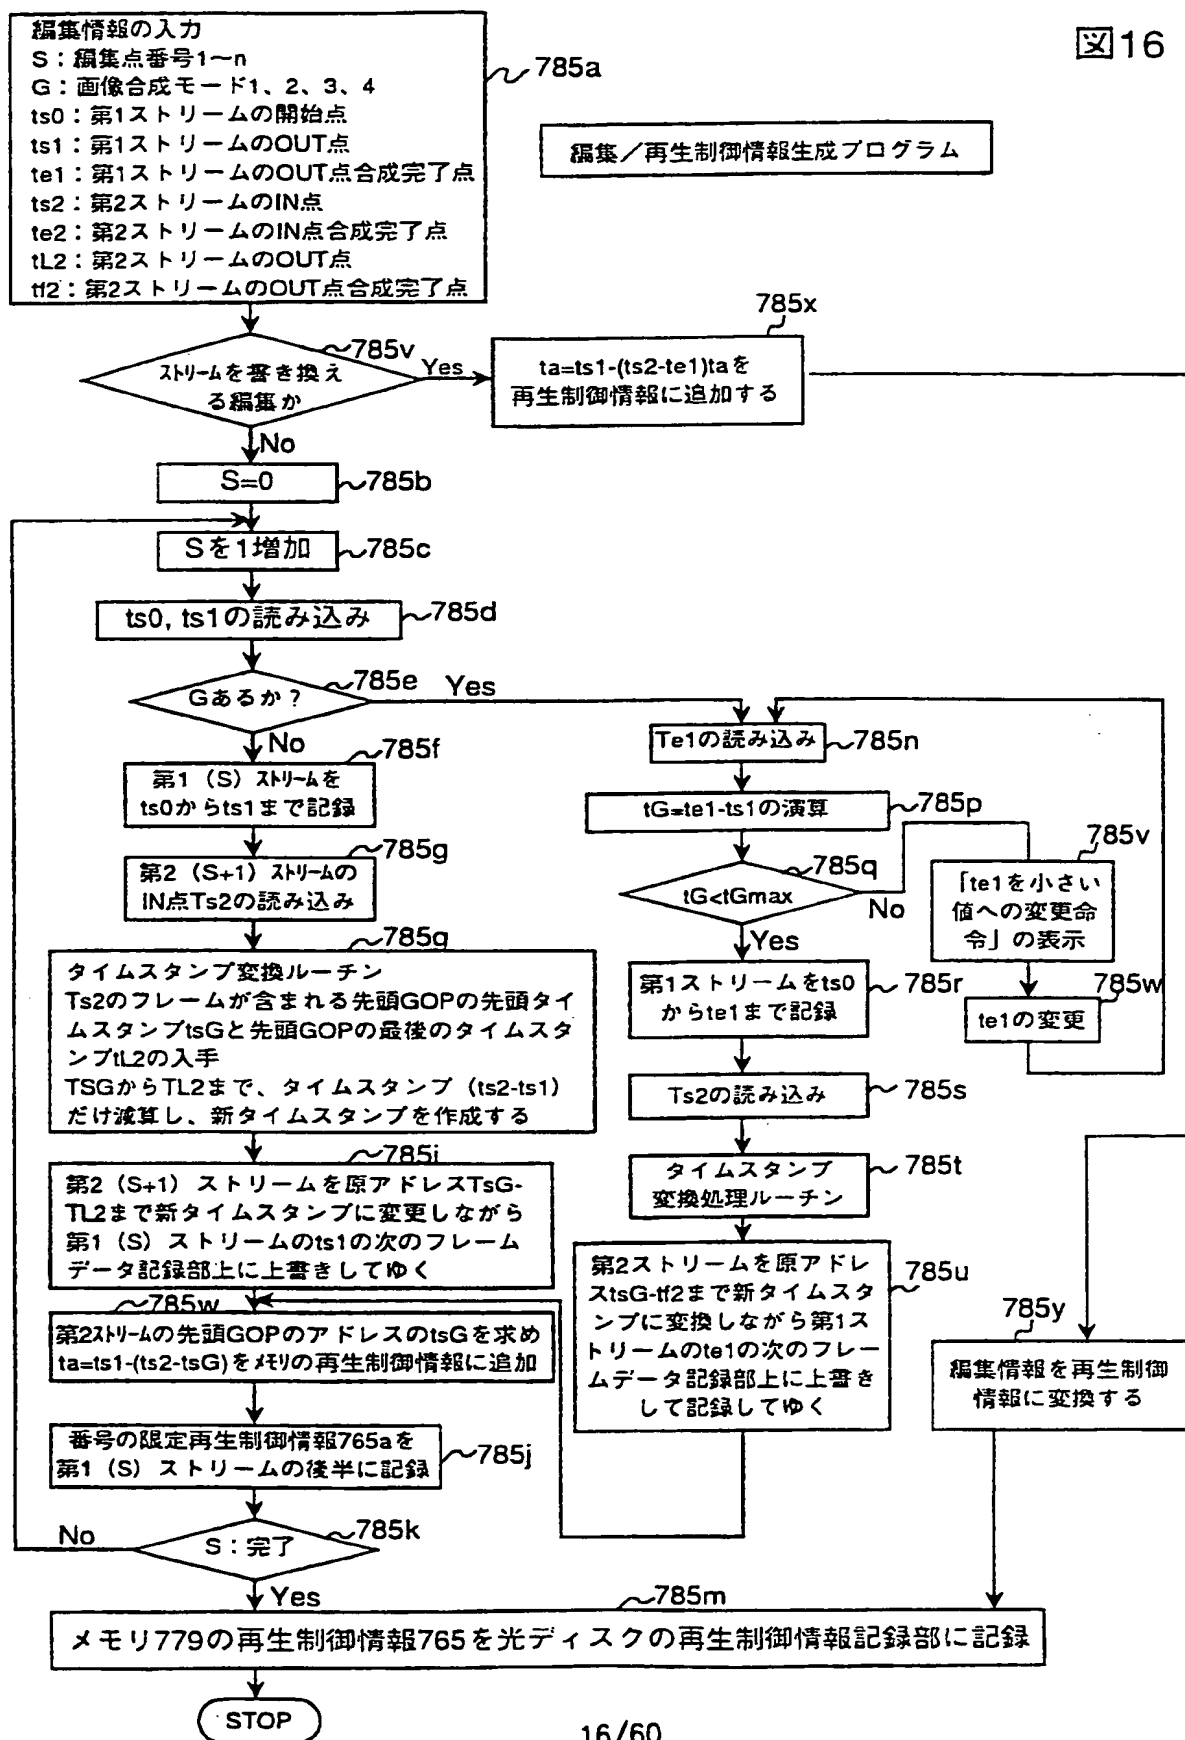 図16
編集情報の入力
S:編集点番号1〜n
G:画像合成モード1、2、3、4
ts0:第1ストリームの開始点
ts1:第1ストリームのOUT点
te1:第1ストリームのOUT点合成完了点
ts2:第2ストリームのIN点
te2:第2ストリームのIN点合成完了点
tL2:第2ストリームのOUT点
tf2:第2ストリームのOUT点合成完了点
785a
編集/再生制御情報生成プログラム
785v
ストリームを書き換え
る編集か
Yes
No
785x
ta=ts1-(ts2-te1)taを
再生制御情報に追加する
S=0
785b
Sを1増加
785c
ts0, ts1の読み込み
785d
Gあるか?
785e
Yes
No
785f
第1(S)ストリームを
ts0からts1まで記録
785g
第2(S+1)ストリームの
IN点Ts2の読み込み
785g
タイムスタンプ変換ルーチン
Ts2のフレームが含まれる先頭GOPの先頭タイ
ムスタンプtsGと先頭GOPの最後のタイムスタ
ンプtL2の入手
TSGからTL2まで、タイムスタンプ(ts2-ts1)
だけ減算し、新タイムスタンプを作成する
785i
第2(S+1)ストリームを原アドレスTsG-
TL2まで新タイムスタンプに変更しながら
第1(S)ストリームのts1の次のフレーム
データ記録部上に上書きしてゆく
785w
第2ストリームの先頭GOPのアドレスのtsGを求め
ta=ts1-(ts2-tsG)をメモリの再生制御情報に追加
番号の限定再生制御情報765aを
第1(S)ストリームの後半に記録
785j
S:完了
785k
No
Yes
785m
メモリ779の再生制御情報765を光ディスクの再生制御情報記録部に記録
STOP
Te1の読み込み
785n
tG=te1-ts1の演算
785p
tG<tGmax
785q
No
Yes
785v
「te1を小さい
値への変更命
令」の表示
785w
te1の変更
第1ストリームをts0
からte1まで記録
785r
Ts2の読み込み
785s
タイムスタンプ
変換処理ルーチン
785t
第2ストリームを原アドレ
スtsG-tf2まで新タイムスタ
ンプに変換しながら第1ス
トリームのte1の次のフレー
ムデータ記録部上に上書き
して記録してゆく
785u
785y
編集情報を再生制御
情報に変換する
16/60